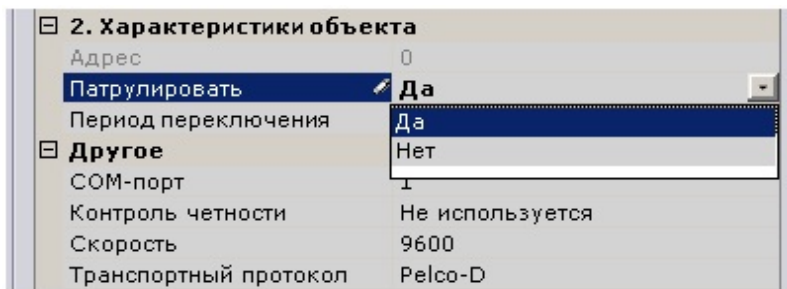 2. Характеристики объекта
Адрес 0
Патрулировать Да
Период переключения Да
Нет
Другое
COM-порт 1
Контроль четности Не используется
Скорость 9600
Транспортный протокол Pelco-D